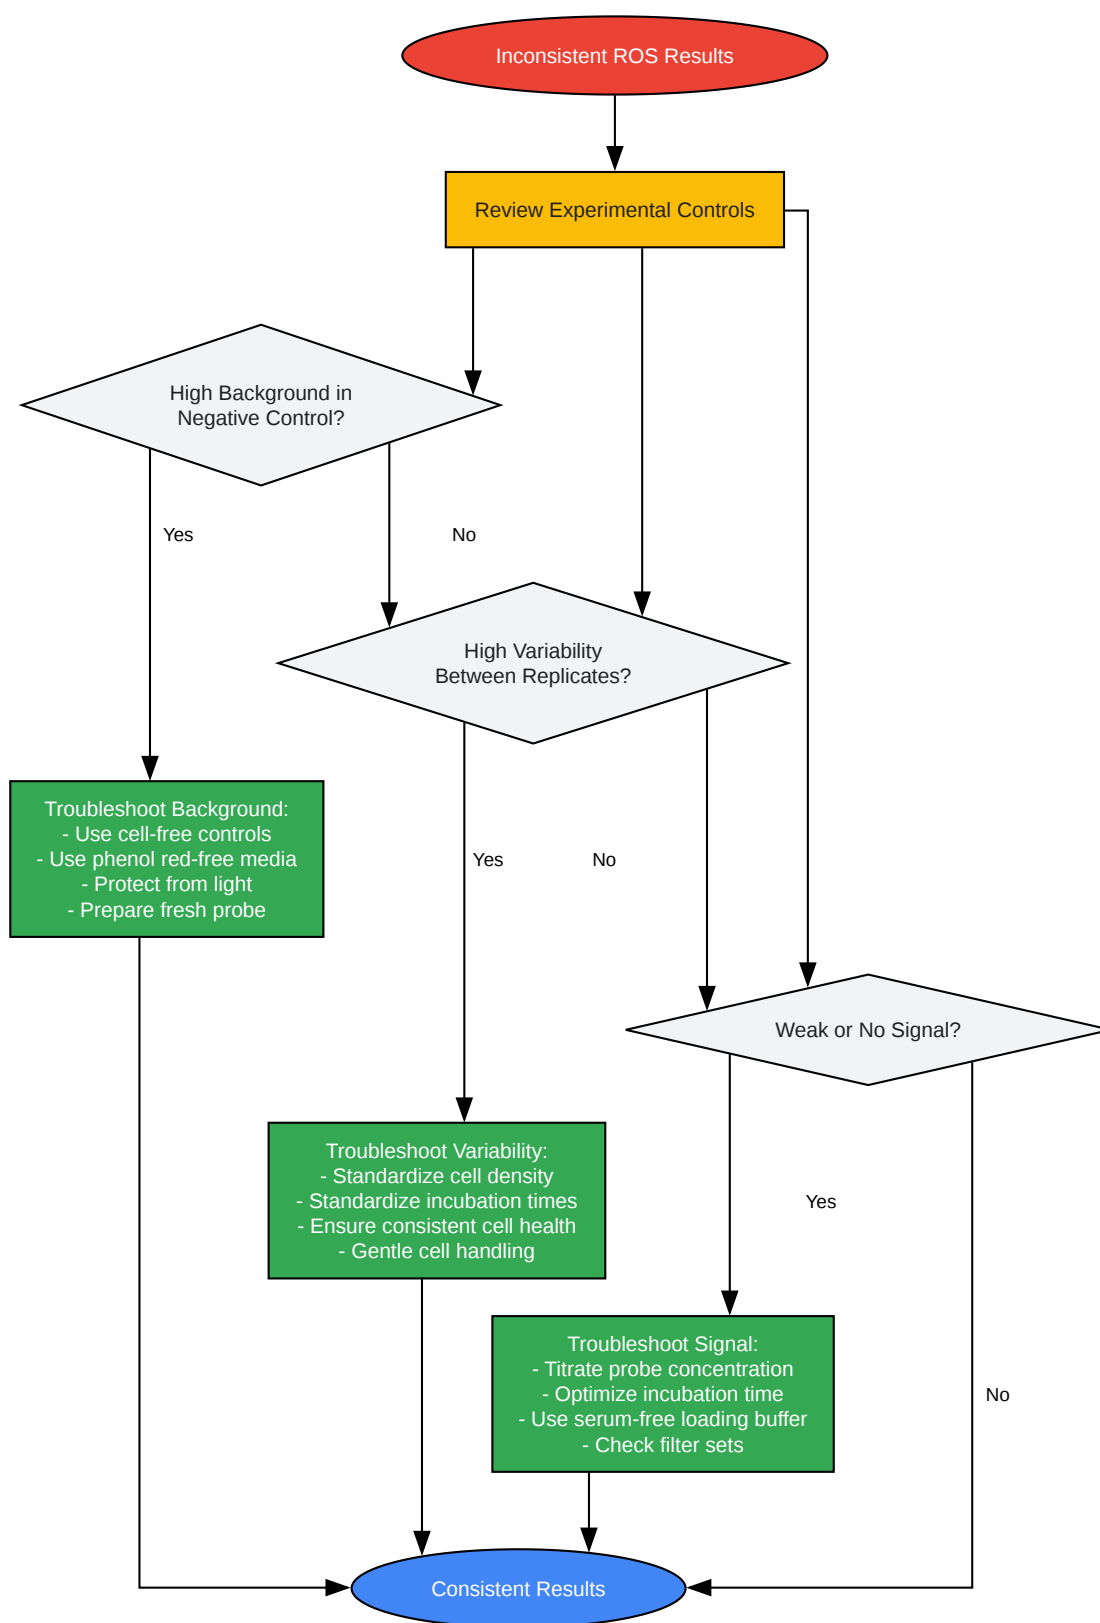 Inconsistent ROS Results
Review Experimental Controls
High Background in
Negative Control?
Yes
No
High Variability
Between Replicates?
Troubleshoot Background:
- Use cell-free controls
- Use phenol red-free media
- Protect from light
- Prepare fresh probe
Yes
No
Weak or No Signal?
Troubleshoot Variability:
- Standardize cell density
- Standardize incubation times
- Ensure consistent cell health
- Gentle cell handling
Yes
Troubleshoot Signal:
- Titrate probe concentration
- Optimize incubation time
- Use serum-free loading buffer
- Check filter sets
No
Consistent Results